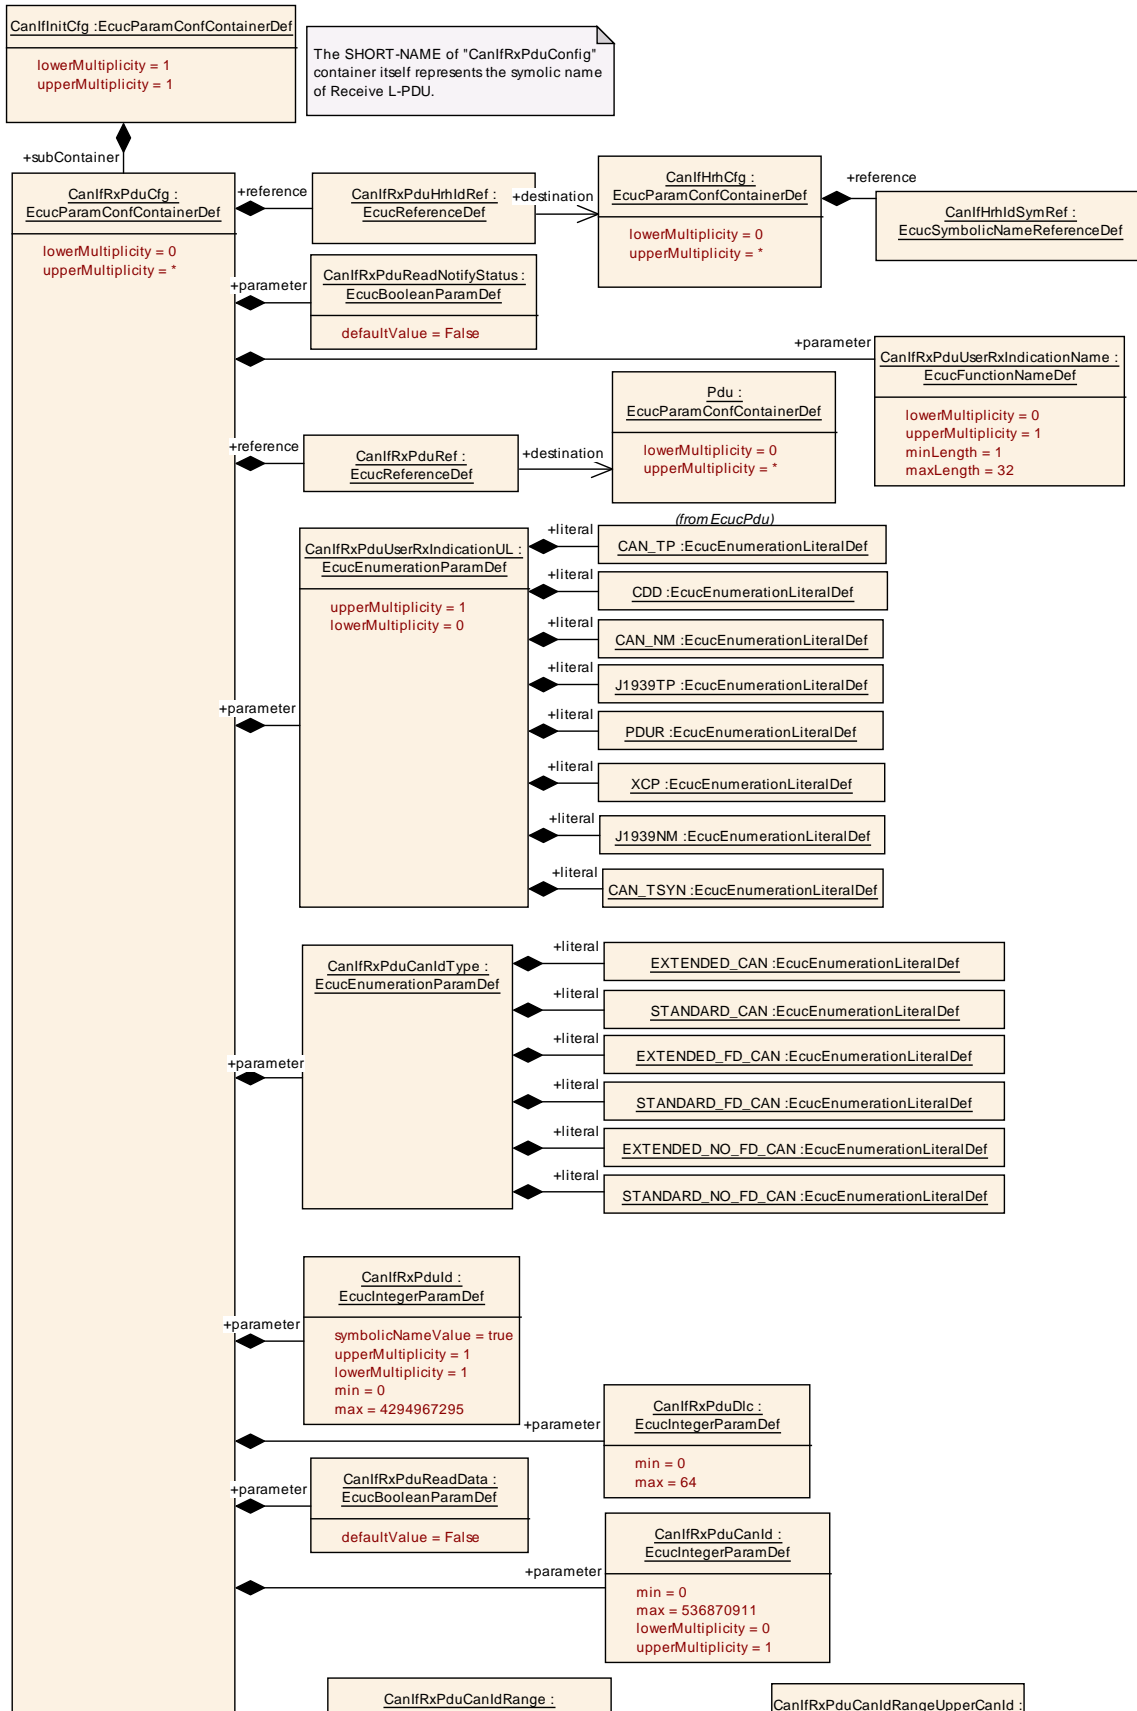 CanIfInitCfg :EcucParamConfContainerDef
lowerMultiplicity = 1
upperMultiplicity = 1
The SHORT-NAME of "CanIfRxPduConfig"
container itself represents the symolic name
of Receive L-PDU.
+subContainer
CanIfRxPduCfg :
EcucParamConfContainerDef
lowerMultiplicity = 0
upperMultiplicity = *
+reference
CanIfRxPduHrhIdRef :
EcucReferenceDef
+destination
CanIfHrhCfg :
EcucParamConfContainerDef
lowerMultiplicity = 0
upperMultiplicity = *
+reference
CanIfHrhIdSymRef :
EcucSymbolicNameReferenceDef
+parameter
CanIfRxPduReadNotifyStatus :
EcucBooleanParamDef
defaultValue = False
+parameter
CanIfRxPduUserRxIndicationName :
EcucFunctionNameDef
lowerMultiplicity = 0
upperMultiplicity = 1
minLength = 1
maxLength = 32
+reference
CanIfRxPduRef :
EcucReferenceDef
+destination
Pdu :
EcucParamConfContainerDef
lowerMultiplicity = 0
upperMultiplicity = *
(from EcucPdu)
+parameter
CanIfRxPduUserRxIndicationUL :
EcucEnumerationParamDef
upperMultiplicity = 1
lowerMultiplicity = 0
+literal
CAN_TP :EcucEnumerationLiteralDef
+literal
CDD :EcucEnumerationLiteralDef
+literal
CAN_NM :EcucEnumerationLiteralDef
+literal
J1939TP :EcucEnumerationLiteralDef
+literal
PDUR :EcucEnumerationLiteralDef
+literal
XCP :EcucEnumerationLiteralDef
+literal
J1939NM :EcucEnumerationLiteralDef
+literal
CAN_TSYN :EcucEnumerationLiteralDef
+parameter
CanIfRxPduCanIdType :
EcucEnumerationParamDef
+literal
EXTENDED_CAN :EcucEnumerationLiteralDef
+literal
STANDARD_CAN :EcucEnumerationLiteralDef
+literal
EXTENDED_FD_CAN :EcucEnumerationLiteralDef
+literal
STANDARD_FD_CAN :EcucEnumerationLiteralDef
+literal
EXTENDED_NO_FD_CAN :EcucEnumerationLiteralDef
+literal
STANDARD_NO_FD_CAN :EcucEnumerationLiteralDef
+parameter
CanIfRxPduId :
EcucIntegerParamDef
symbolicNameValue = true
upperMultiplicity = 1
lowerMultiplicity = 1
min = 0
max = 4294967295
+parameter
CanIfRxPduDlc :
EcucIntegerParamDef
min = 0
max = 64
+parameter
CanIfRxPduReadData :
EcucBooleanParamDef
defaultValue = False
+parameter
CanIfRxPduCanId :
EcucIntegerParamDef
min = 0
max = 536870911
lowerMultiplicity = 0
upperMultiplicity = 1
CanIfRxPduCanIdRange :
CanIfRxPduCanIdRangeUpperCanId :